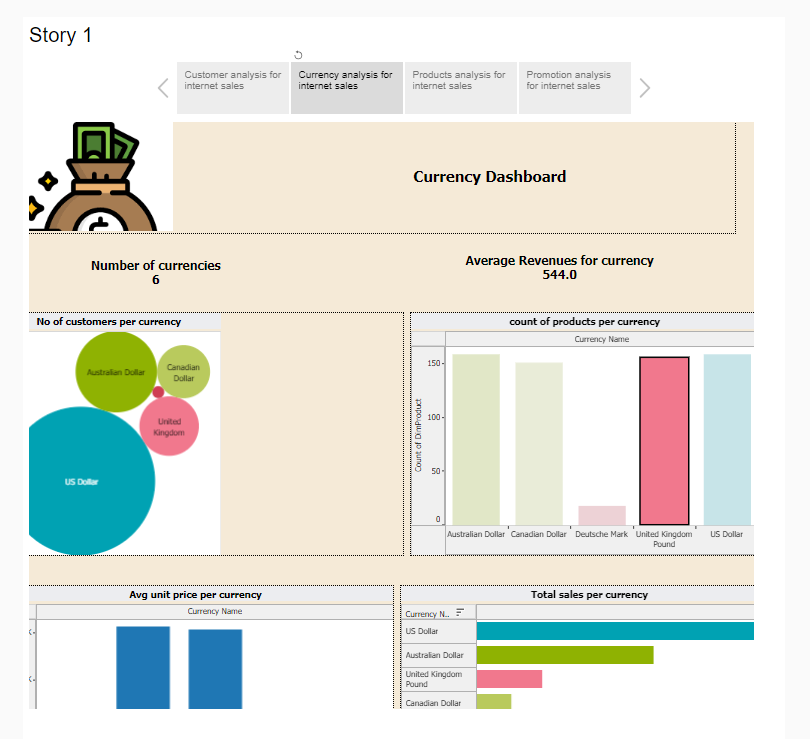 Story 1
Customer analysis for
internet sales
Currency analysis for
internet sales
Products analysis for
internet sales
Promotion analysis
for internet sales
Currency Dashboard
Number of currencies
6
Average Revenues for currency
544.0
No of customers per currency
Australian Dollar
Canadian
Dollar
United
Kingdom
US Dollar
count of products per currency
Currency Name
Count of DimProduct
150
100
50
0
Australian Dollar
Canadian Dollar
Deutsche Mark
United Kingdom
Pound
US Dollar
Avg unit price per currency
Currency Name
K
K
Total sales per currency
Currency N..
US Dollar
Australian Dollar
United Kingdom
Pound
Canadian Dollar